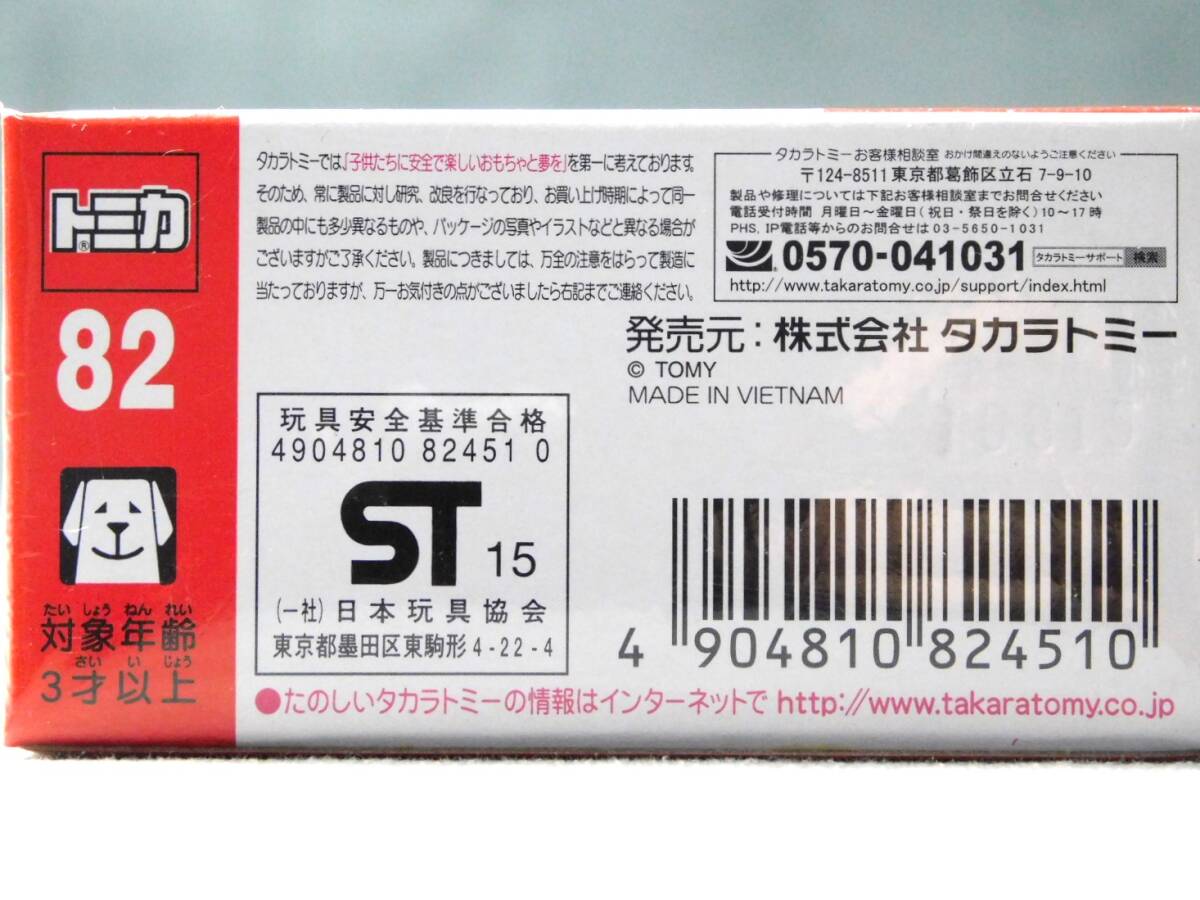 トミカ
®
82
たい しょう ねん れい
対象年齢
さい い じょう
3才以上
タカラトミーでは、「子供たちに安全で楽しいおもちゃと夢を」を第一に考えております。
そのため、常に製品に対し研究、改良を行なっており、お買い上げ時期によって同一
製品の中にも多少異なるものや、パッケージの写真やイラストなどと異なる場合が
ございますがご了承ください。製品につきましては、万全の注意をはらって製造に
当たっておりますが、万一お気付きの点がございましたら右記までご連絡ください。
タカラトミーお客様相談室 おかけ間違えのないようご注意ください
〒124-8511 東京都葛飾区立石 7-9-10
製品や修理については下記お客様相談室までお問合せください
電話受付時間 月曜日～金曜日(祝日・祭日を除く)10～17時
PHS, IP電話等からのお問合せは 03-5650-1031
0570-041031 タカラトミーサポート 検索
http://www.takaratomy.co.jp/support/index.html
発売元：株式会社 タカラトミー
© TOMY
MADE IN VIETNAM
玩具安全基準合格
4904810 82451 0
ST 15
(一社) 日本玩具協会
東京都墨田区東駒形 4-22-4
4 904810 824510
●たのしいタカラトミーの情報はインターネットで http://www.takaratomy.co.jp